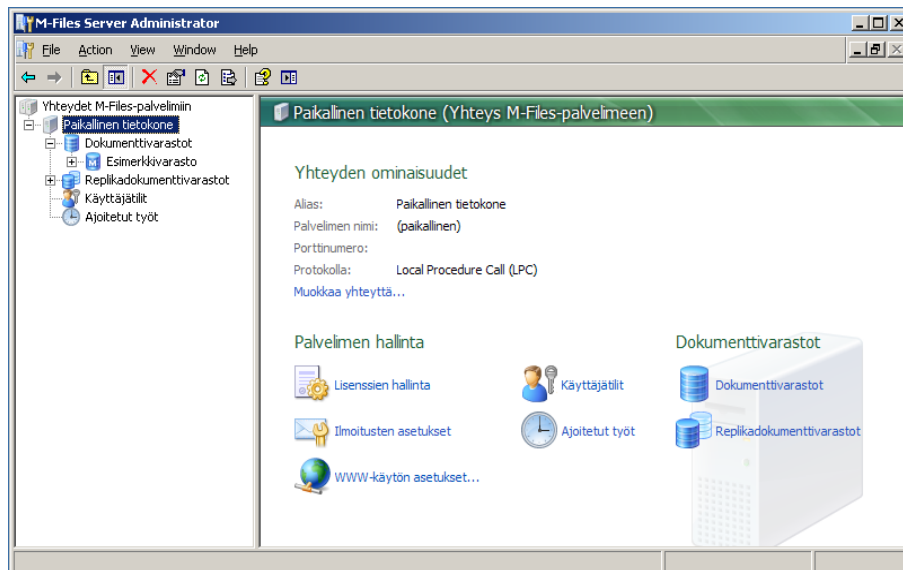 M-Files Server Administrator
File Action View Window Help
Yhteydet M-Files-palvelimiin
Paikallinen tietokone
Dokumenttivarastot
Esimerkkivarasto
Replikadokumenttivarastot
Käyttäjätilit
Ajoitetut työt
Paikallinen tietokone (Yhteys M-Files-palvelimeen)
Yhteyden ominaisuudet
Alias: Paikallinen tietokone
Palvelimen nimi: (paikallinen)
Porttinumero:
Protokolla: Local Procedure Call (LPC)
Muokkaa yhteyttä...
Palvelimen hallinta
Lisenssien hallinta
Käyttäjätilit
Ilmoitusten asetukset
Ajoitetut työt
WWW-käytön asetukset...
Dokumenttivarastot
Dokumenttivarastot
Replikadokumenttivarastot